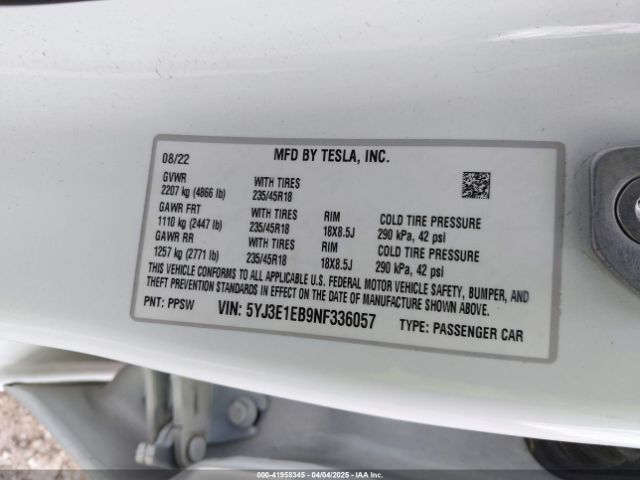 08/22 MFD BY TESLA, INC.
GVWR WITH TIRES
2207 kg (4866 lb) 235/45R18
GAWR FRT WITH TIRES RIM COLD TIRE PRESSURE
1110 kg (2447 lb) 235/45R18 18X8.5J 290 kPa, 42 psi
GAWR RR WITH TIRES RIM COLD TIRE PRESSURE
1257 kg (2771 lb) 235/45R18 18X8.5J 290 kPa, 42 psi
THIS VEHICLE CONFORMS TO ALL APPLICABLE U.S. FEDERAL MOTOR VEHICLE SAFETY, BUMPER, AND
THEFT PREVENTION STANDARDS IN EFFECT ON THE DATE OF MANUFACTURE SHOWN ABOVE.
PNT: PPSW VIN: 5YJ3E1EB9NF336057 TYPE: PASSENGER CAR
000-41958345 - 04/04/2025 - IAA Inc.